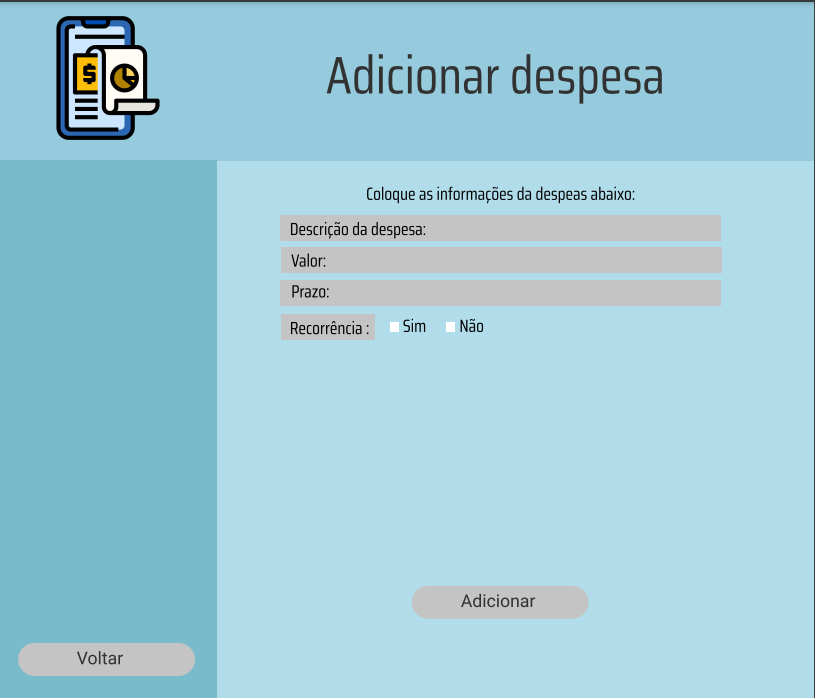 $
Adicionar despesa
Coloque as informações da despeas abaixo:
Descrição da despesa:
Valor:
Prazo:
Recorrência : Sim Não
Adicionar
Voltar